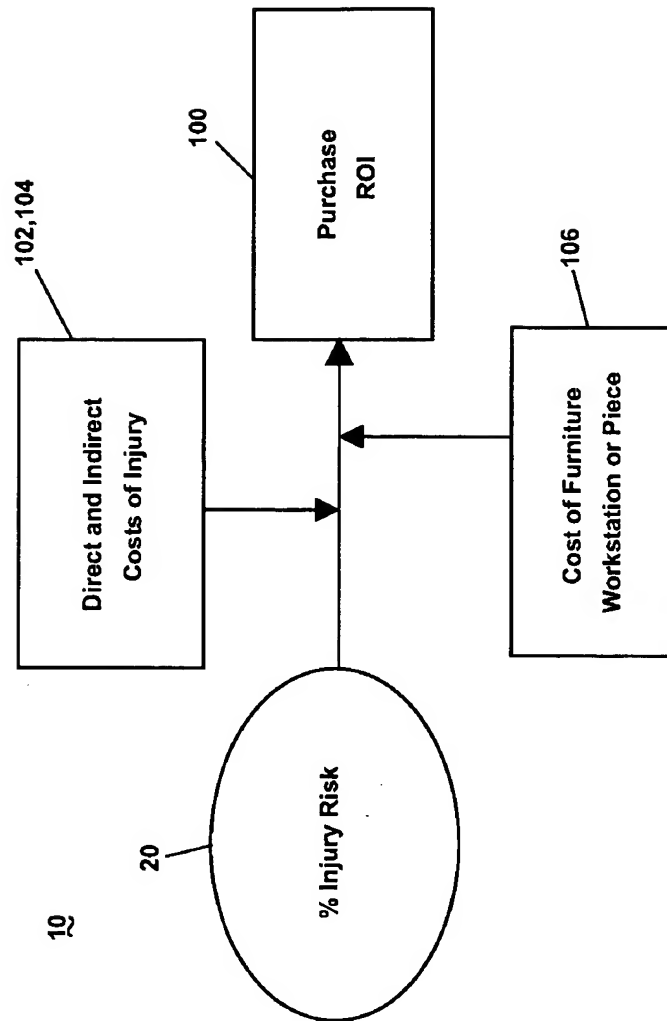 10
20
% Injury Risk
102,104
Direct and Indirect
Costs of Injury
100
Purchase
ROI
106
Cost of Furniture
Workstation or Piece